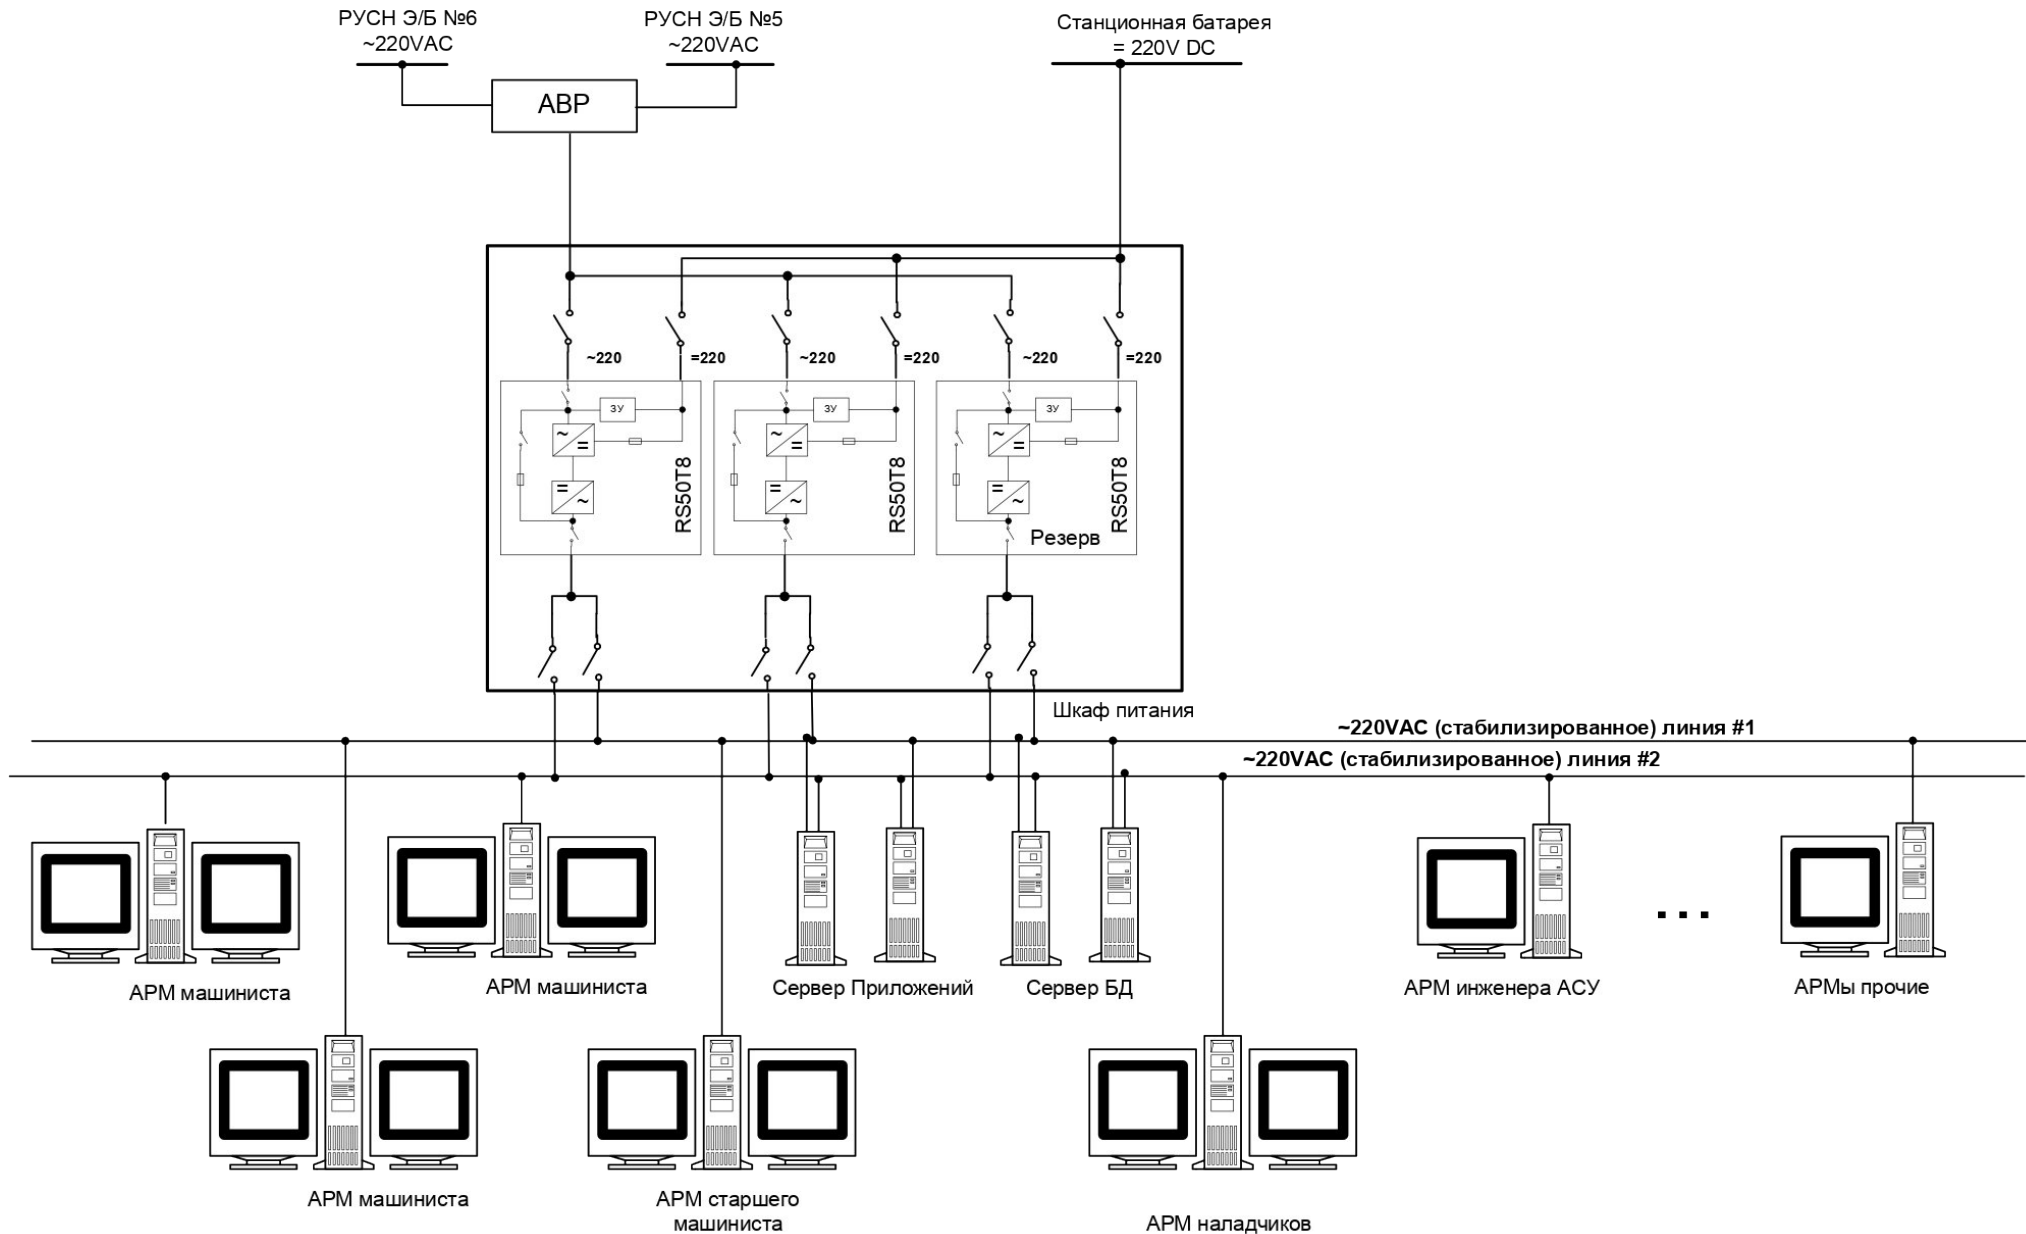 РУСН Э/Б №6
~220VAC
РУСН Э/Б №5
~220VAC
Станционная батарея
= 220V DC
АВР
~220
=220
~220
=220
~220
=220
ЗУ
ЗУ
ЗУ
~
=
~
=
~
=
=
~
=
~
=
~
RS50T8
RS50T8
RS50T8
Резерв
Шкаф питания
~220VAC (стабилизированное) линия #1
~220VAC (стабилизированное) линия #2
АРМ машиниста
АРМ машиниста
Сервер Приложений
Сервер БД
АРМ инженера АСУ
...
АРМы прочие
АРМ машиниста
АРМ старшего
машиниста
АРМ наладчиков